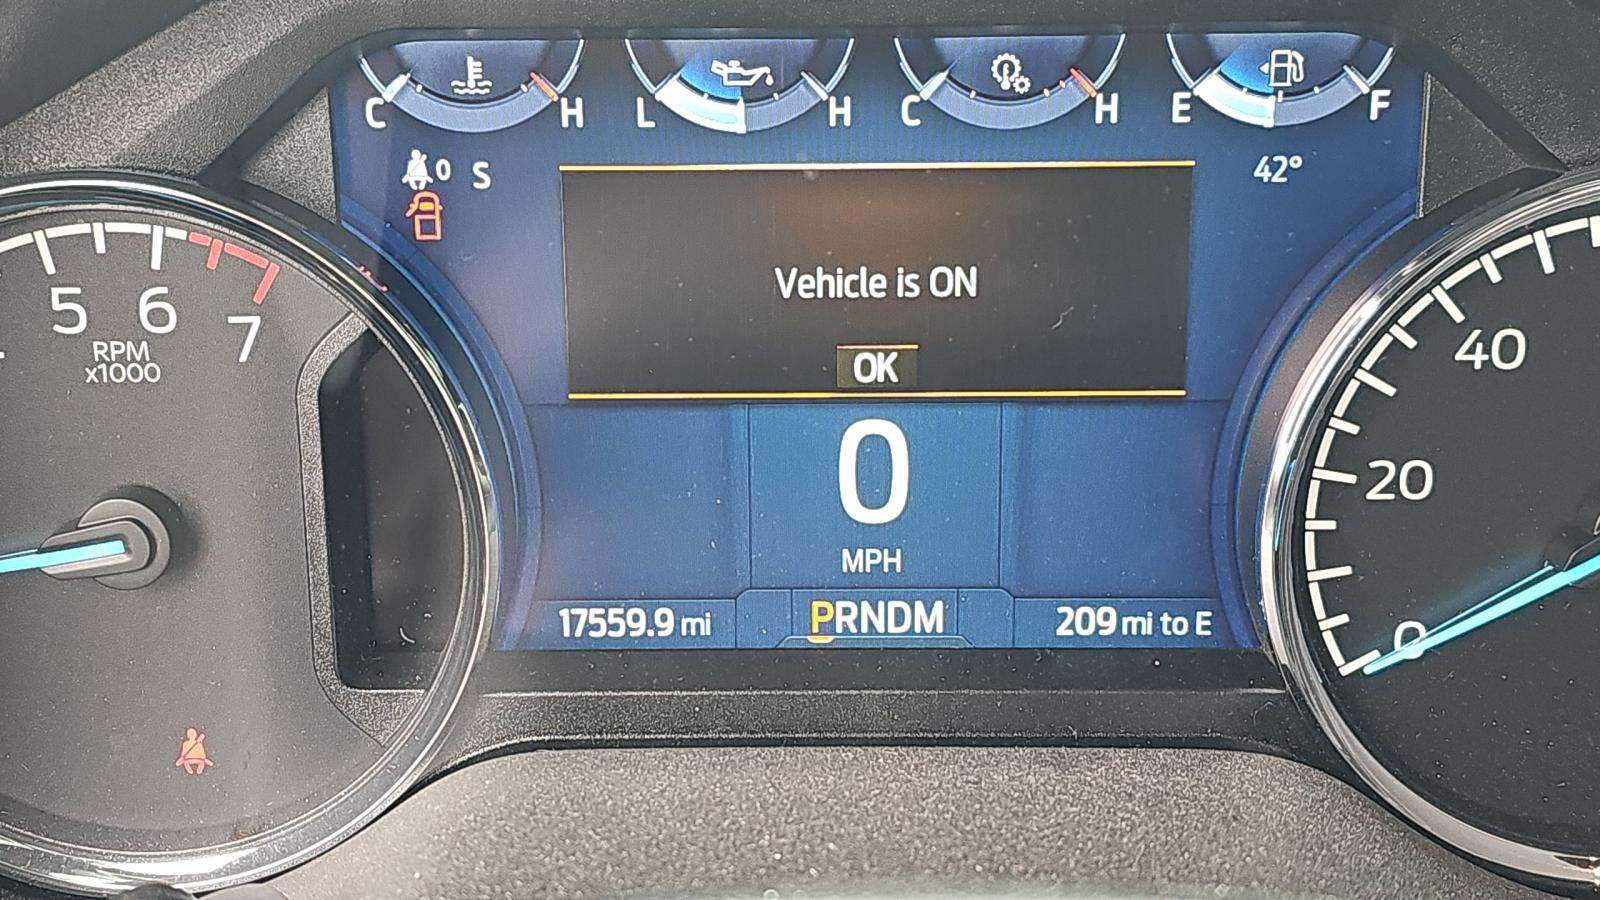 C H L H C H E F
0 S 42°
Vehicle is ON
OK
5 6 7
RPM
x1000
0
MPH
40
20
0
17559.9 mi PRNDM 209 mi to E